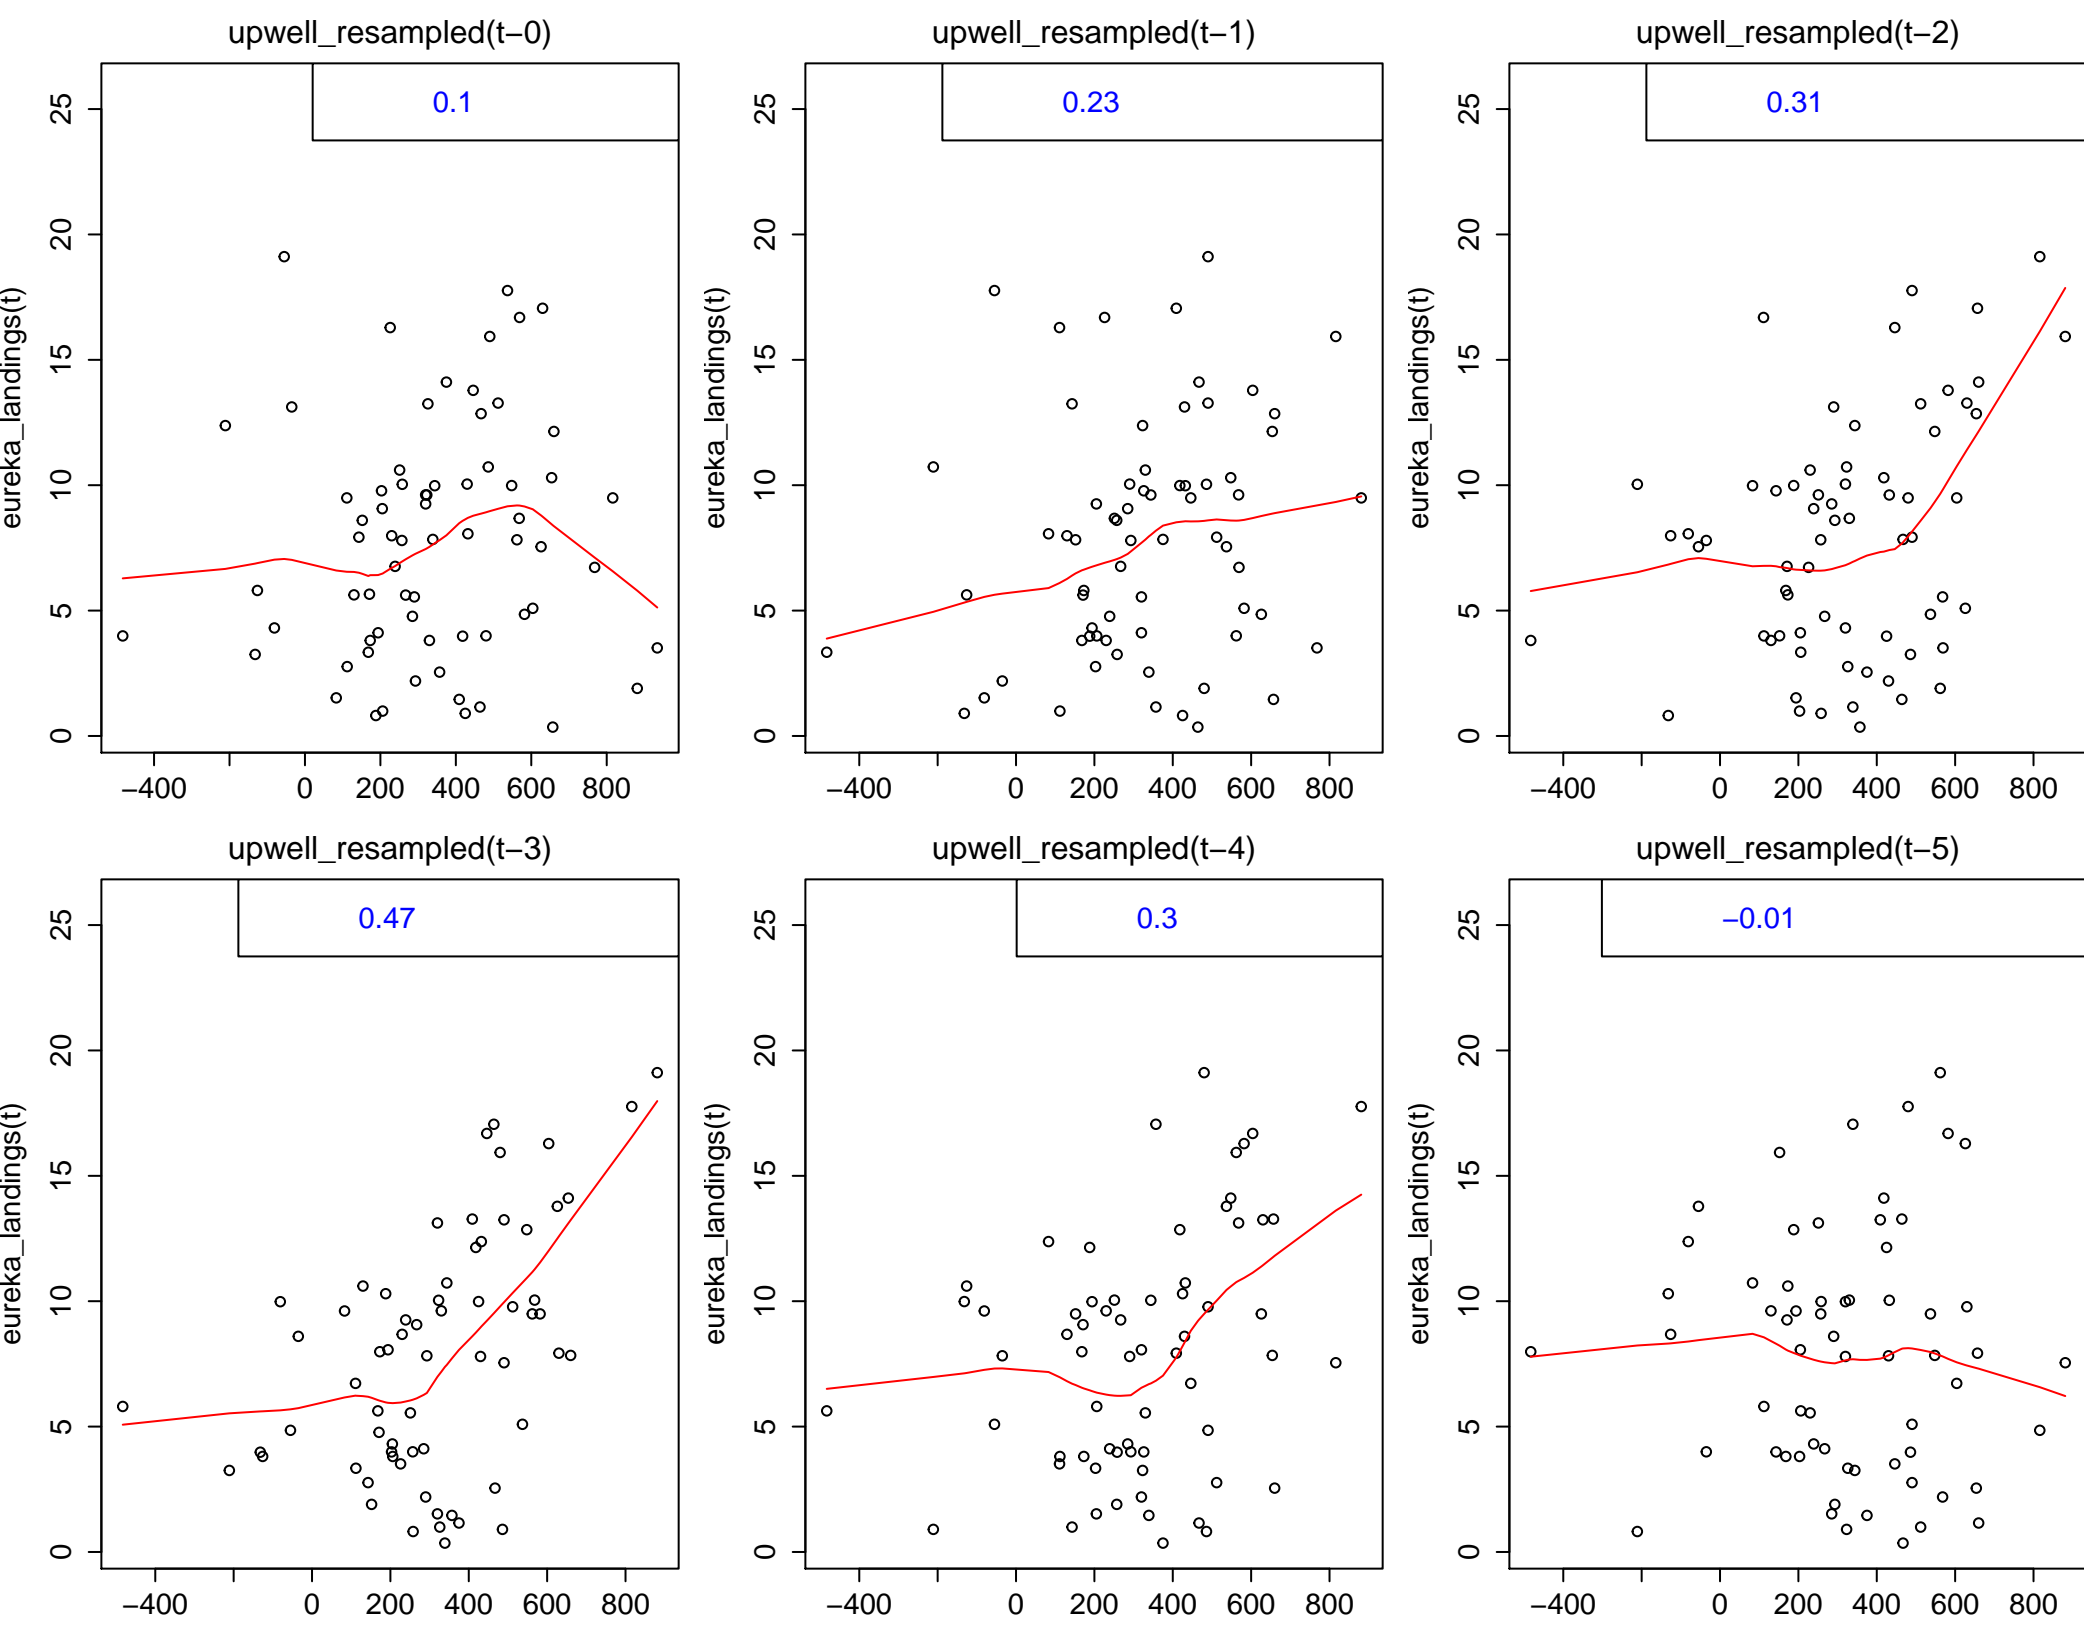 upwell_resampled(t−0) upwell_resampled(t−1) upwell_resampled(t−2)
0.1 0.23 0.31
eureka_landings(t) eureka_landings(t) eureka_landings(t)
25 25 25
20 20 20
15 15 15
10 10 10
5 5 5
0 0 0
−400 0 200 400 600 800 −400 0 200 400 600 800 −400 0 200 400 600 800
upwell_resampled(t−3) upwell_resampled(t−4) upwell_resampled(t−5)
0.47 0.3 −0.01
eureka_landings(t) eureka_landings(t) eureka_landings(t)
25 25 25
20 20 20
15 15 15
10 10 10
5 5 5
0 0 0
−400 0 200 400 600 800 −400 0 200 400 600 800 −400 0 200 400 600 800